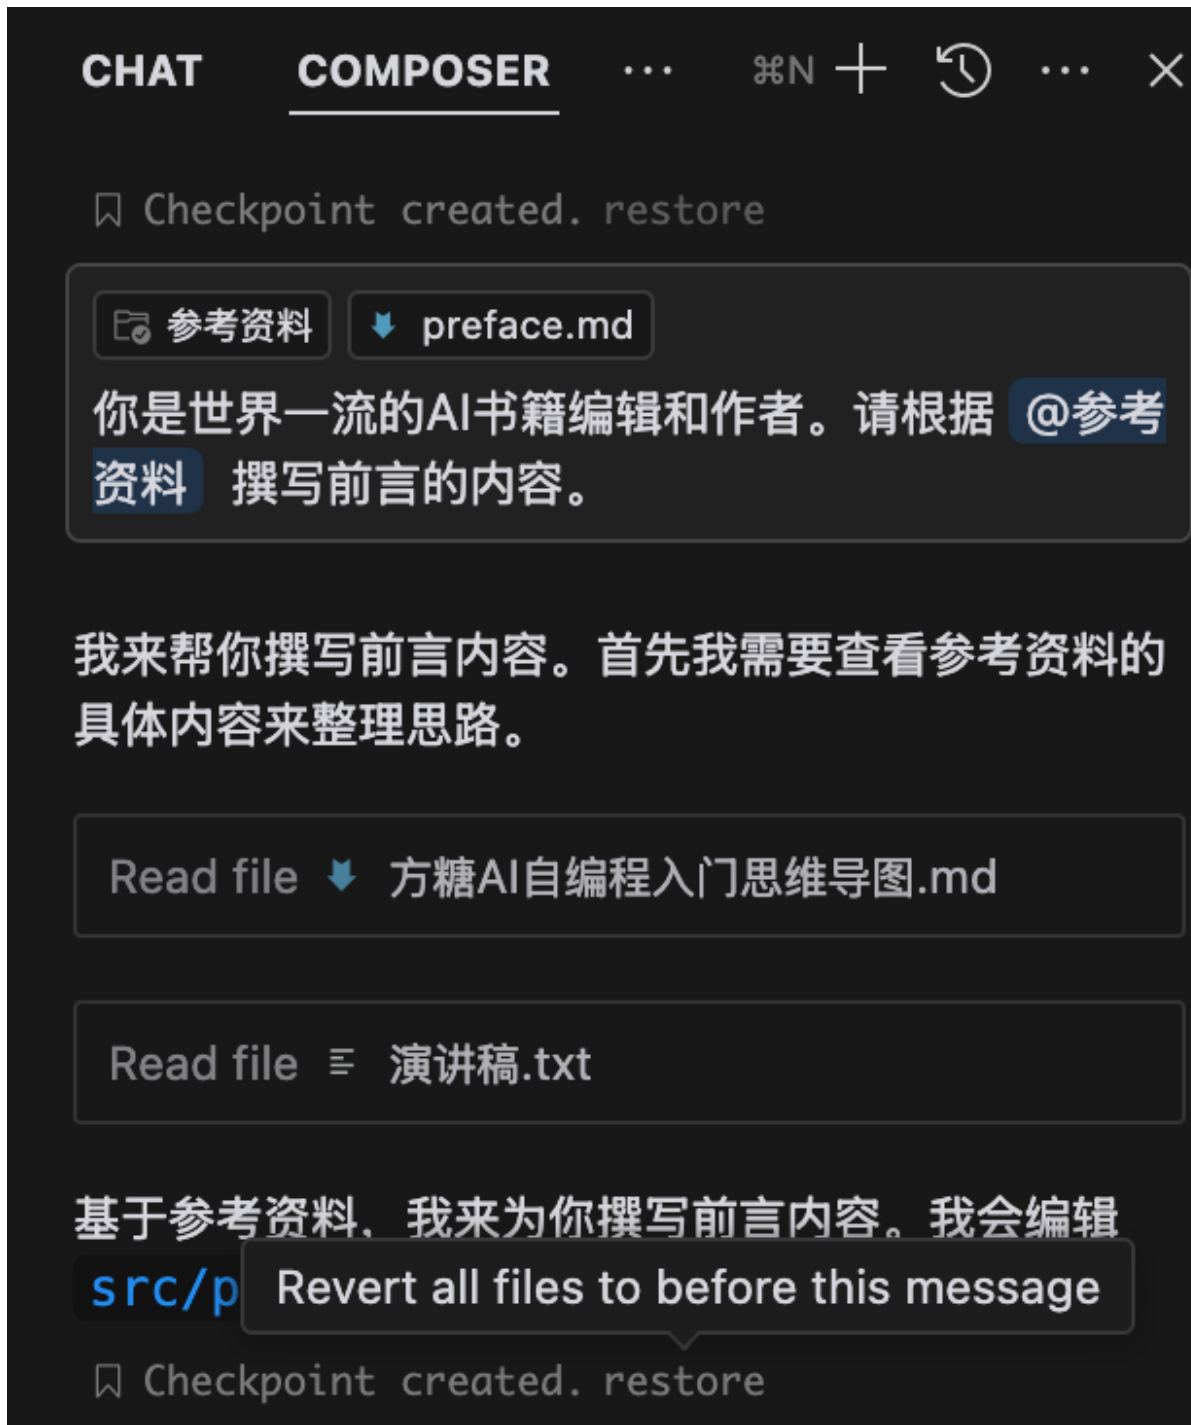 CHAT COMPOSER ··· ⌘N
Checkpoint created. restore
参考资料 preface.md
你是世界一流的AI书籍编辑和作者。请根据 @参考
资料 撰写前言的内容。
我来帮你撰写前言内容。首先我需要查看参考资料的
具体内容来整理思路。
Read file 方糖AI自编程入门思维导图.md
Read file 演讲稿.txt
基于参考资料，我来为你撰写前言内容。我会编辑
src/p
Revert all files to before this message
Checkpoint created. restore